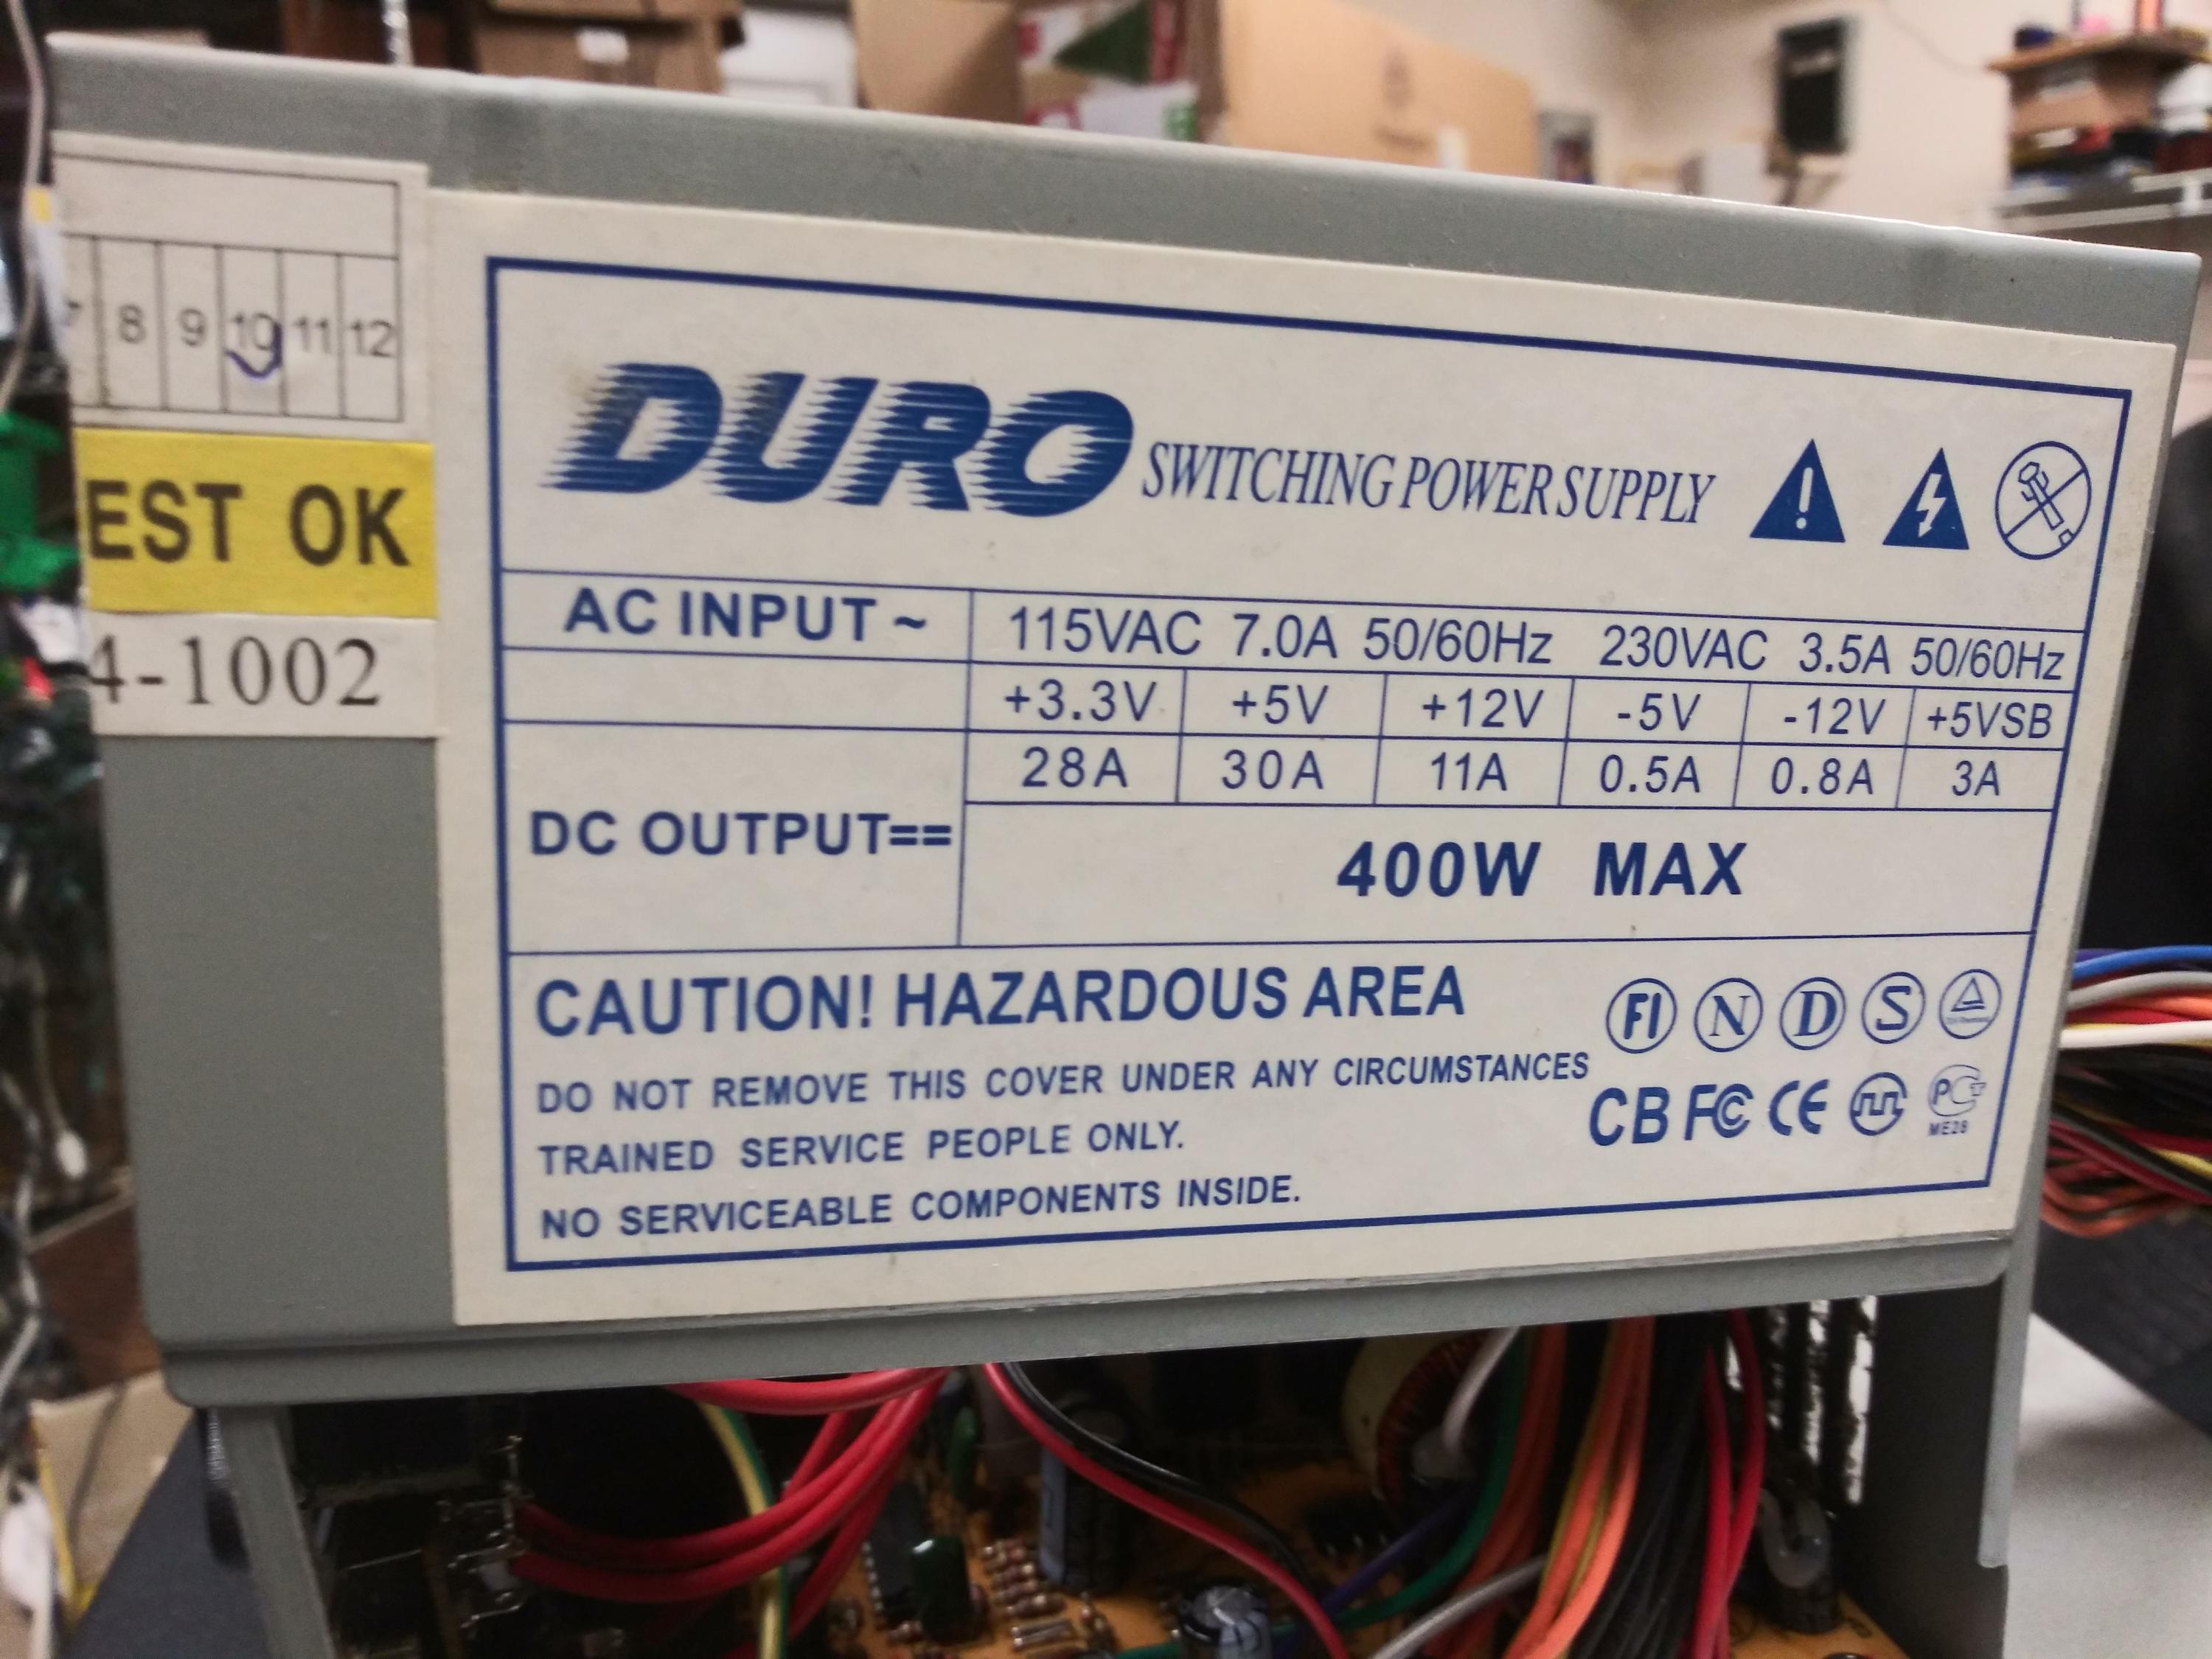 8 9 10 11 12
EST OK
4-1002
DURO SWITCHING POWER SUPPLY
AC INPUT ~ 115VAC 7.0A 50/60Hz 230VAC 3.5A 50/60Hz
+3.3V +5V +12V -5V -12V +5VSB
28A 30A 11A 0.5A 0.8A 3A
DC OUTPUT==
400W MAX
CAUTION! HAZARDOUS AREA
DO NOT REMOVE THIS COVER UNDER ANY CIRCUMSTANCES
TRAINED SERVICE PEOPLE ONLY.
NO SERVICEABLE COMPONENTS INSIDE.
FI N D S
CB FC CE PC
ME28